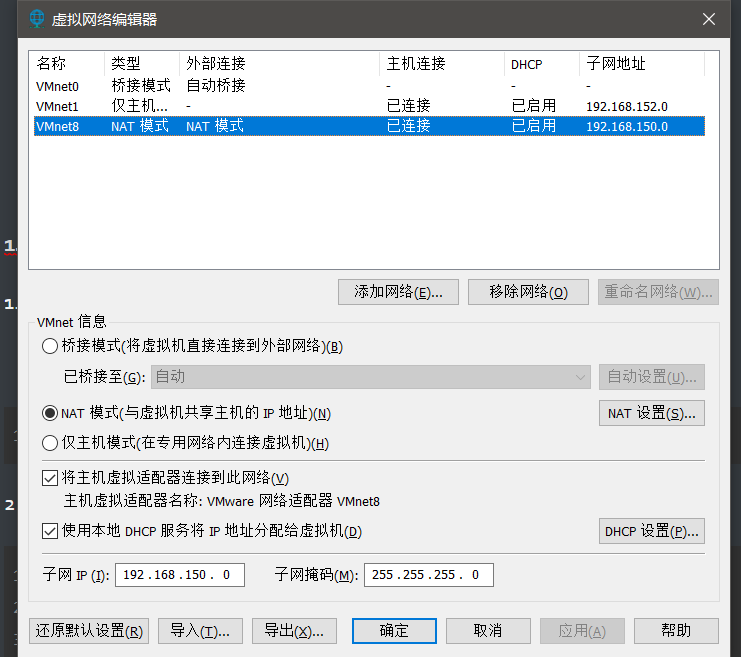 虚拟网络编辑器
名称 类型 外部连接 主机连接 DHCP 子网地址
VMnet0 桥接模式 自动桥接 - - -
VMnet1 仅主机... - 已连接 已启用 192.168.152.0
VMnet8 NAT 模式 NAT 模式 已连接 已启用 192.168.150.0
添加网络(E)... 移除网络(O) 重命名网络(W)...
VMnet 信息
桥接模式(将虚拟机直接连接到外部网络)(B)
已桥接至(G): 自动 自动设置(U)...
NAT 模式(与虚拟机共享主机的 IP 地址)(N) NAT 设置(S)...
仅主机模式(在专用网络内连接虚拟机)(H)
将主机虚拟适配器连接到此网络(V)
主机虚拟适配器名称: VMware 网络适配器 VMnet8
使用本地 DHCP 服务将 IP 地址分配给虚拟机(D) DHCP 设置(P)...
子网 IP (I): 192 . 168 . 150 . 0 子网掩码(M): 255 . 255 . 255 . 0
还原默认设置(R) 导入(T)... 导出(X)... 确定 取消 应用(A) 帮助